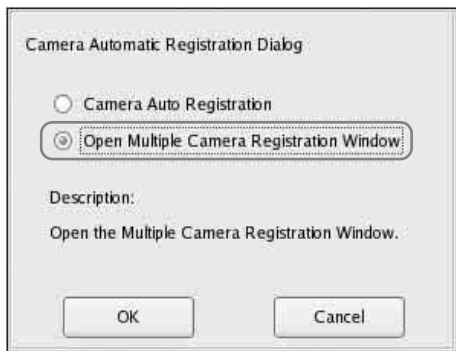 Camera Automatic Registration Dialog
Camera Auto Registration
Open Multiple Camera Registration Window
Description:
Open the Multiple Camera Registration Window.
OK Cancel